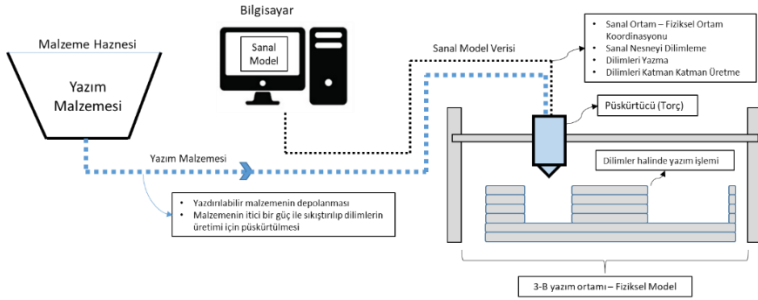 Bilgisayar
Malzeme Haznesi
Yazım
Malzemesi
Sanal
Model
Sanal Model Verisi
• Sanal Ortam – Fiziksel Ortam
Koordinasyonu
• Sanal Nesneyi Dilimleme
• Dilimleri Yazma
• Dilimleri Katman Katman Üretme
Püskürtücü (Torç)
Yazım Malzemesi
Dilimler halinde yazım işlemi
• Yazdırılabilir malzemenin depolanması
• Malzemenin itici bir güç ile sıkıştırılıp dilimlerin
üretimi için püskürtülmesi
3-B yazım ortamı – Fiziksel Model